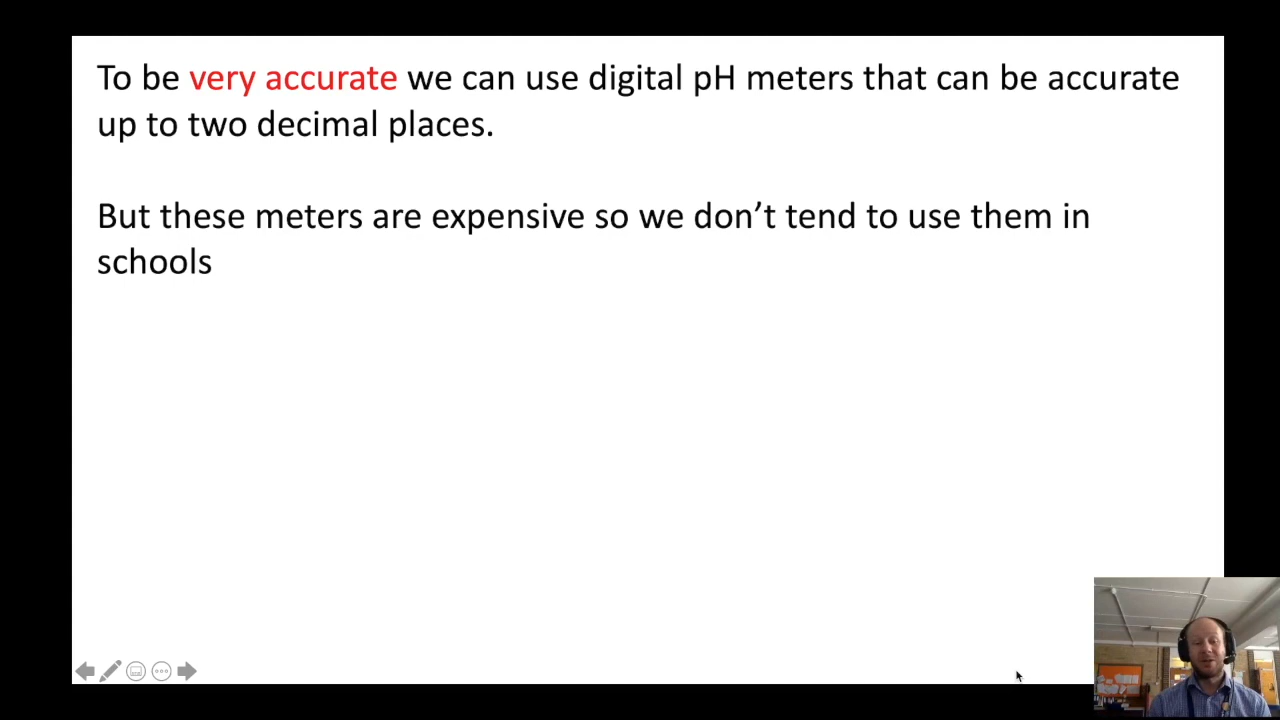 To be very accurate we can use digital pH meters that can be accurate
up to two decimal places.
But these meters are expensive so we don’t tend to use them in
schools